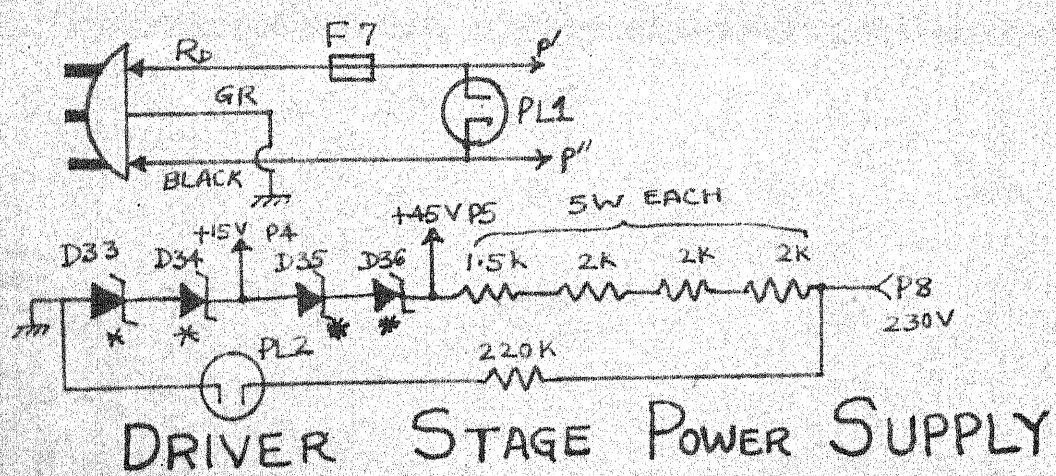 F7
RD
P'
GR
PL1
BLACK
P"
5W EACH
+15V P4
+45V P5
D33
D34
D35
D36
1.5K
2K
2K
2K
P8
230V
PL2
220K
DRIVER STAGE POWER SUPPLY